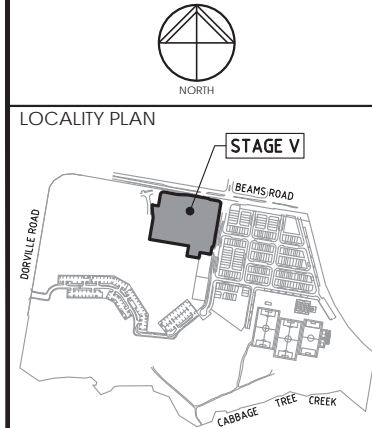 NORTH
LOCALITY PLAN
STAGE V
BEAMS ROAD
DORVILLE ROAD
CABBAGE TREE CREEK